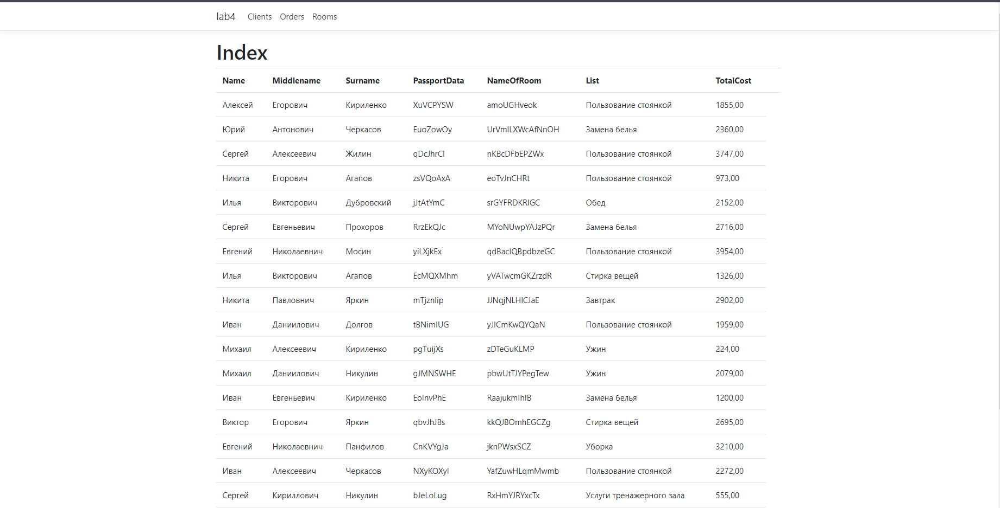 lab4 Clients Orders Rooms
Index
Name Middlename Surname PassportData NameOfRoom List TotalCost
Алексей Егорович Кириленко XuVCPYSW amoUGHveok Пользование стоянкой 1855,00
Юрий Антонович Черкасов EuoZowOy UrVmILXWcAfNnOH Замена белья 2360,00
Сергей Алексеевич Жилин qDcJhrCl nKBcDFbEPZWx Пользование стоянкой 3747,00
Никита Егорович Агапов zsVQoAxA eoTvJnCHRt Пользование стоянкой 973,00
Илья Викторович Дубровский jJtAtYmC srGYFRDKRIGC Обед 2152,00
Сергей Евгеньевич Прохоров RrzEkQJc MYoNUwpYAJzPQr Замена белья 2716,00
Евгений Николаевнич Мосин yiLXjkEx qdBacIQBpdbzeGC Пользование стоянкой 3954,00
Илья Викторович Агапов EcMQXMhm yVATwcmGKZrzdR Стирка вещей 1326,00
Никита Павловнич Яркин mTjznlip JJNqjNLHICJaE Завтрак 2902,00
Иван Даниилович Долгов tBNimIUG yJICmKwQYQaN Пользование стоянкой 1959,00
Михаил Алексеевич Кириленко pgTuijXs zDTeGuKLMP Ужин 224,00
Михаил Даниилович Никулин gJMNSWHE pbwUtTJYPegTew Ужин 2079,00
Иван Евгеньевич Кириленко EolnvPhE RaajukmIhIB Замена белья 1200,00
Виктор Егорович Яркин qbvJhJBs kkQJBOmhEGCZg Стирка вещей 2695,00
Евгений Николаевнич Панфилов CnKVYgJa jknPWsxSCZ Уборка 3210,00
Иван Алексеевич Черкасов NXyKOXyI YafZuwHLqmMwmb Пользование стоянкой 2272,00
Сергей Кириллович Никулин bJeLoLug RxHmYJRYxcTx Услуги тренажерного зала 555,00